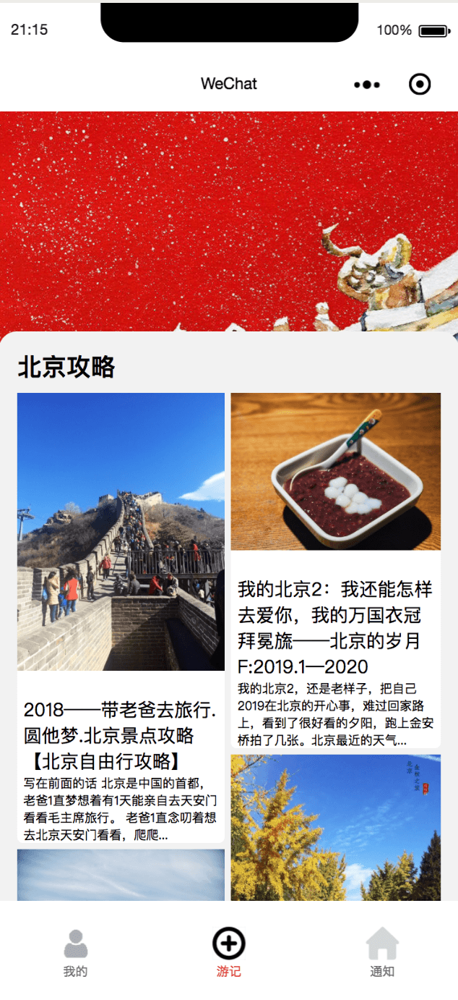 21:15
100%
WeChat
北京攻略
2018——带老爸去旅行.
圆他梦.北京景点攻略
【北京自由行攻略】
写在前面的话 北京是中国的首都，
老爸1直梦想着有1天能亲自去天安门
看看毛主席旅行。 老爸1直念叨着想
去北京天安门看看，爬爬...
我的北京2：我还能怎样
去爱你，我的万国衣冠
拜冕旒——北京的岁月
F:2019.1—2020
我的北京2，还是老样子，把自己
2019在北京的开心事，难过回家路
上，看到了很好看的夕阳，跑上金安
桥拍了几张。北京最近的天气...
我的
游记
通知